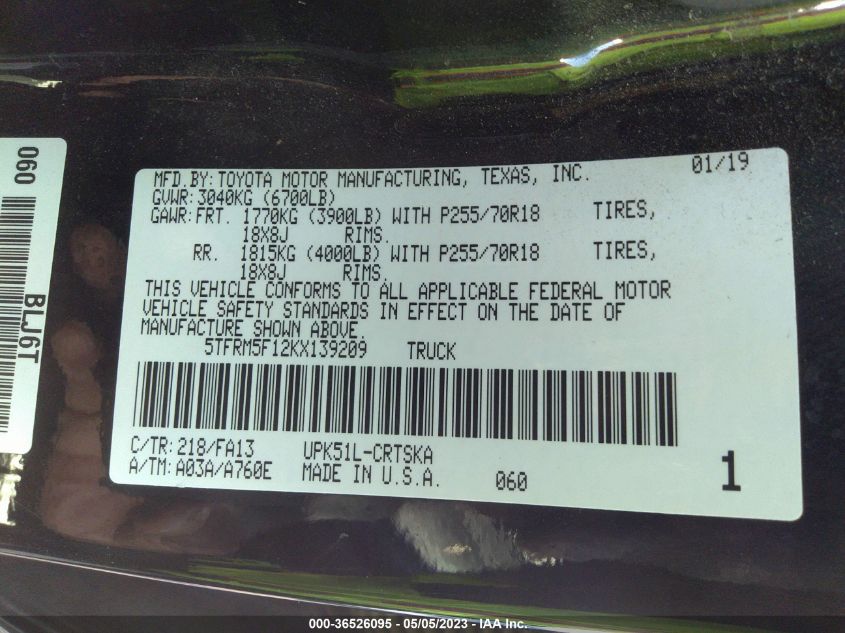 060
BLJ6T
MFD.BY:TOYOTA MOTOR MANUFACTURING, TEXAS, INC. 01/19
GVWR:3040KG (6700LB)
GAWR:FRT. 1770KG (3900LB) WITH P255/70R18 TIRES,
18X8J RIMS.
RR. 1815KG (4000LB) WITH P255/70R18 TIRES,
18X8J RIMS.
THIS VEHICLE CONFORMS TO ALL APPLICABLE FEDERAL MOTOR
VEHICLE SAFETY STANDARDS IN EFFECT ON THE DATE OF
MANUFACTURE SHOWN ABOVE.
5TFRM5F12KX139209 TRUCK
C/TR:218/FA13 UPK51L-CRTSKA
A/TM:A03A/A760E MADE IN U.S.A. 060 1
000-36526095 - 05/05/2023 - IAA Inc.